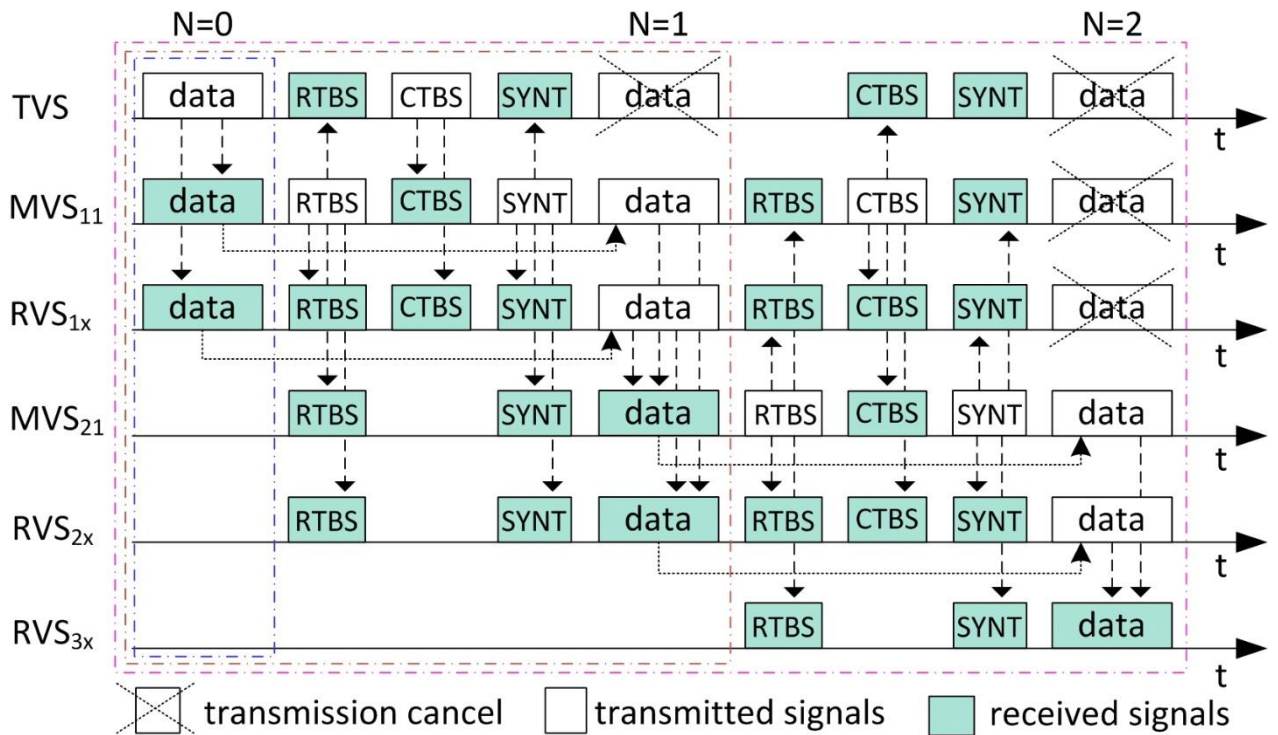 N=0 N=1 N=2
TVS data RTBS CTBS SYNT data CTBS SYNT data
t
MVS11 data RTBS CTBS SYNT data RTBS CTBS SYNT data
t
RVS1x data RTBS CTBS SYNT data RTBS CTBS SYNT data
t
MVS21 RTBS SYNT data RTBS CTBS SYNT data
t
RVS2x RTBS SYNT data RTBS CTBS SYNT data
t
RVS3x RTBS SYNT data
t
transmission cancel transmitted signals received signals